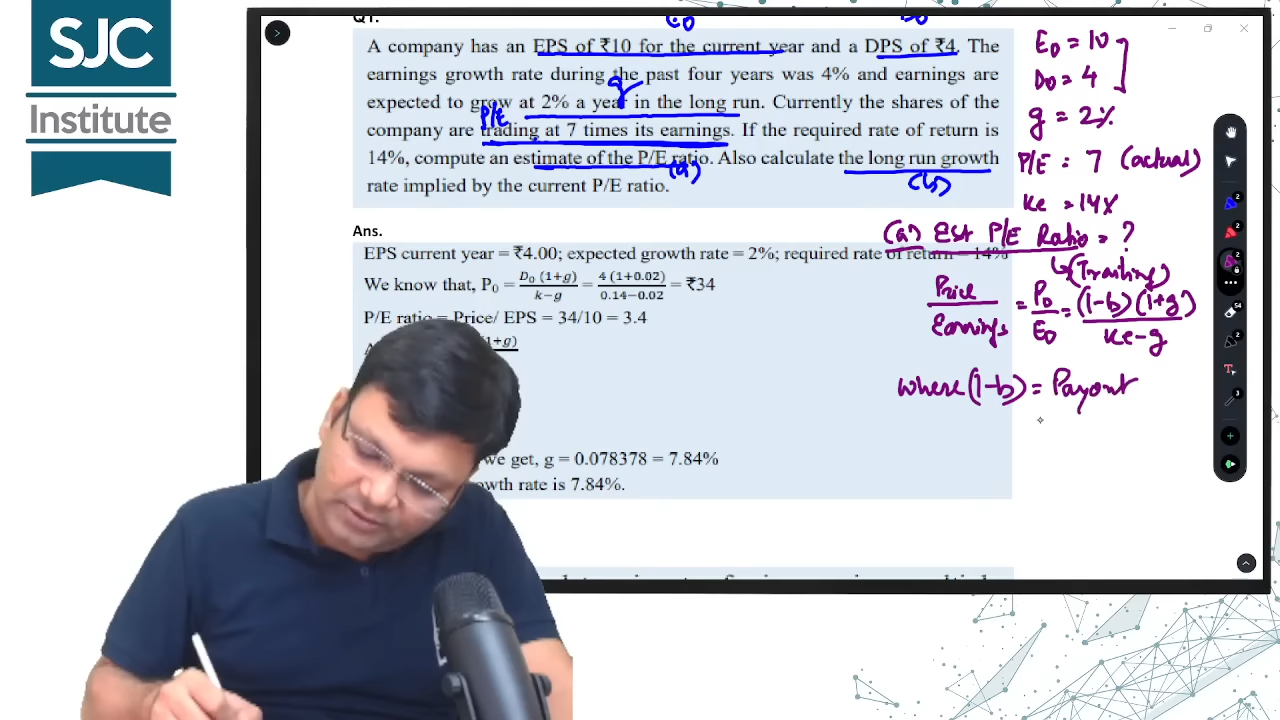 SJC
Institute
Q1.
A company has an EPS of ₹10 for the current year and a DPS of ₹4. The
earnings growth rate during the past four years was 4% and earnings are
expected to grow at 2% a year in the long run. Currently the shares of the
company are trading at 7 times its earnings. If the required rate of return is
14%, compute an estimate of the P/E ratio. Also calculate the long run growth
rate implied by the current P/E ratio.
g
P/E
(a)
(b)
Ans.
EPS current year = ₹4.00; expected growth rate = 2%; required rate of return = 14%
We know that, P₀ = D₀ (1+g) / k−g = 4 (1+0.02) / 0.14−0.02 = ₹34
P/E ratio = Price/ EPS = 34/10 = 3.4
1+g)
we get, g = 0.078378 = 7.84%
wth rate is 7.84%.
E₀ = 10
D₀ = 4
g = 2%
P/E = 7 (actual)
Ke = 14%
(a) Est P/E Ratio = ?
(Trailing)
Price / Earnings = P₀ / E₀ = (1-b) (1+g) / Ke-g
where (1-b) = Payout